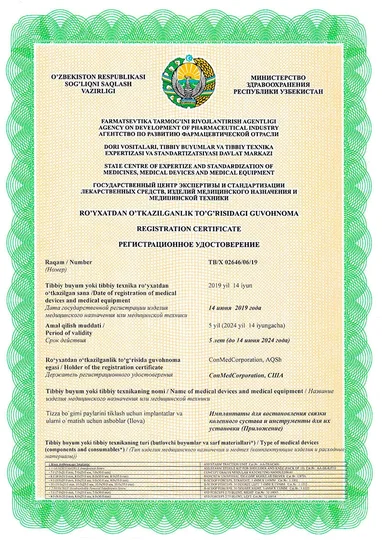 O'ZBEKISTON RESPUBLIKASI
SOG'LIQNI SAQLASH
VAZIRLIGI
МИНИСТЕРСТВО
ЗДРАВООХРАНЕНИЯ
РЕСПУБЛИКИ УЗБЕКИСТАН
FARMATSEVTIKA TARMOG'INI RIVOJLANTIRISH AGENTLIGI
AGENCY ON DEVELOPMENT OF PHARMACEUTICAL INDUSTRY
АГЕНТСТВО ПО РАЗВИТИЮ ФАРМАЦЕВТИЧЕСКОЙ ОТРАСЛИ
DORI VOSITALARI, TIBBIY BUYUMLAR VA TIBBIY TEXNIKA
EXPERTIZASI VA STANDARTIZATSIYASI DAVLAT MARKAZI
STATE CENTRE OF EXPERTIZE AND STANDARDIZATION OF
MEDICINES, MEDICAL DEVICES AND MEDICAL EQUIPMENT
ГОСУДАРСТВЕННЫЙ ЦЕНТР ЭКСПЕРТИЗЫ И СТАНДАРТИЗАЦИИ
ЛЕКАРСТВЕННЫХ СРЕДСТВ, ИЗДЕЛИЙ МЕДИЦИНСКОГО НАЗНАЧЕНИЯ И
МЕДИЦИНСКОЙ ТЕХНИКИ
RO'YXATDAN O'TKAZILGANLIK TO'G'RISIDAGI GUVOHNOMA
REGISTRATION CERTIFICATE
РЕГИСТРАЦИОННОЕ УДОСТОВЕРЕНИЕ
Raqam / Number
(Номер)
TB/X 02646/06/19
Tibbiy buyum yoki tibbiy texnika ro'yxatdan
o'tkazilgan sana /Date of registration of medical
devices and medical equipment
Дата государственной регистрации изделия
медицинского назначения или медицинской техники
2019 yil 14 iyun
14 июня 2019 года
Amal qilish muddati /
Period of validity
Срок действия
5 yil (2024 yil 14 iyungacha)
5 лет (до 14 июня 2024 года)
Ro'yxatdan o'tkazilganlik to'g'risida guvohnoma
egasi / Holder of the registration certificate
Держатель регистрационного удостоверения
ConMedCorporation, AQSh
ConMedCorporation, США
Tibbiy buyum yoki tibbiy texnikaning nomi / Name of medical devices and medical equipment / Название
изделия медицинского назначения или медицинской техники
Tizza bo'gimi paylarini tiklash uchun implantatlar va
ularni o'rnatish uchun asboblar (Ilova)
Имплантаты для восстановления связки
коленного сустава и инструменты для их
установки (Приложение)
Tibbiy buyum yoki tibbiy texnikaning turi (butlovchi buyumlar va sarf materiallari*) / Type of medical devices
(components and consumables*) / (Тип изделия медицинского назначения и медтех (комплектующие изделия и расходные
материалы))